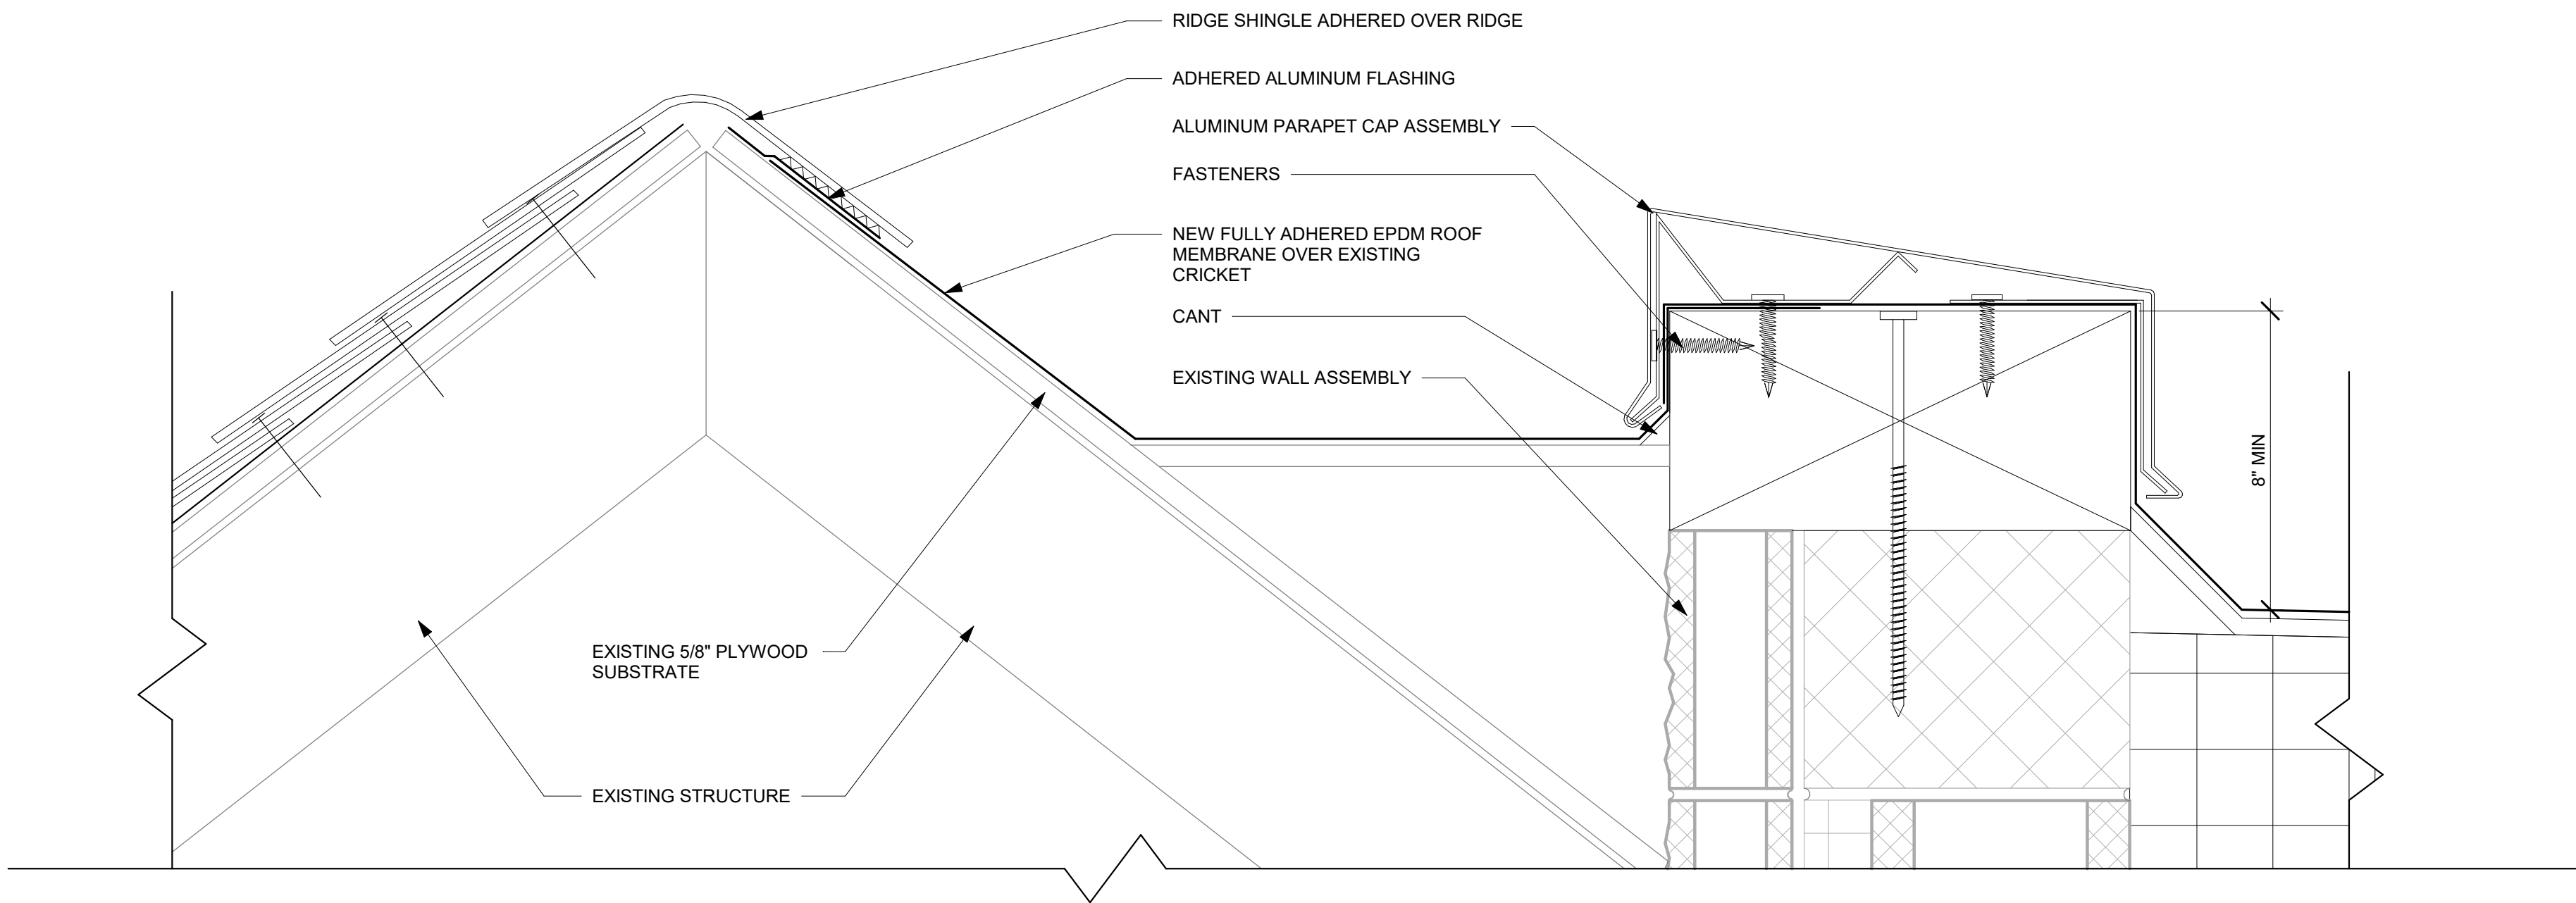 RIDGE SHINGLE ADHERED OVER RIDGE
ADHERED ALUMINUM FLASHING
ALUMINUM PARAPET CAP ASSEMBLY
FASTENERS
NEW FULLY ADHERED EPDM ROOF
MEMBRANE OVER EXISTING
CRICKET
CANT
EXISTING WALL ASSEMBLY
8" MIN
EXISTING 5/8" PLYWOOD
SUBSTRATE
EXISTING STRUCTURE